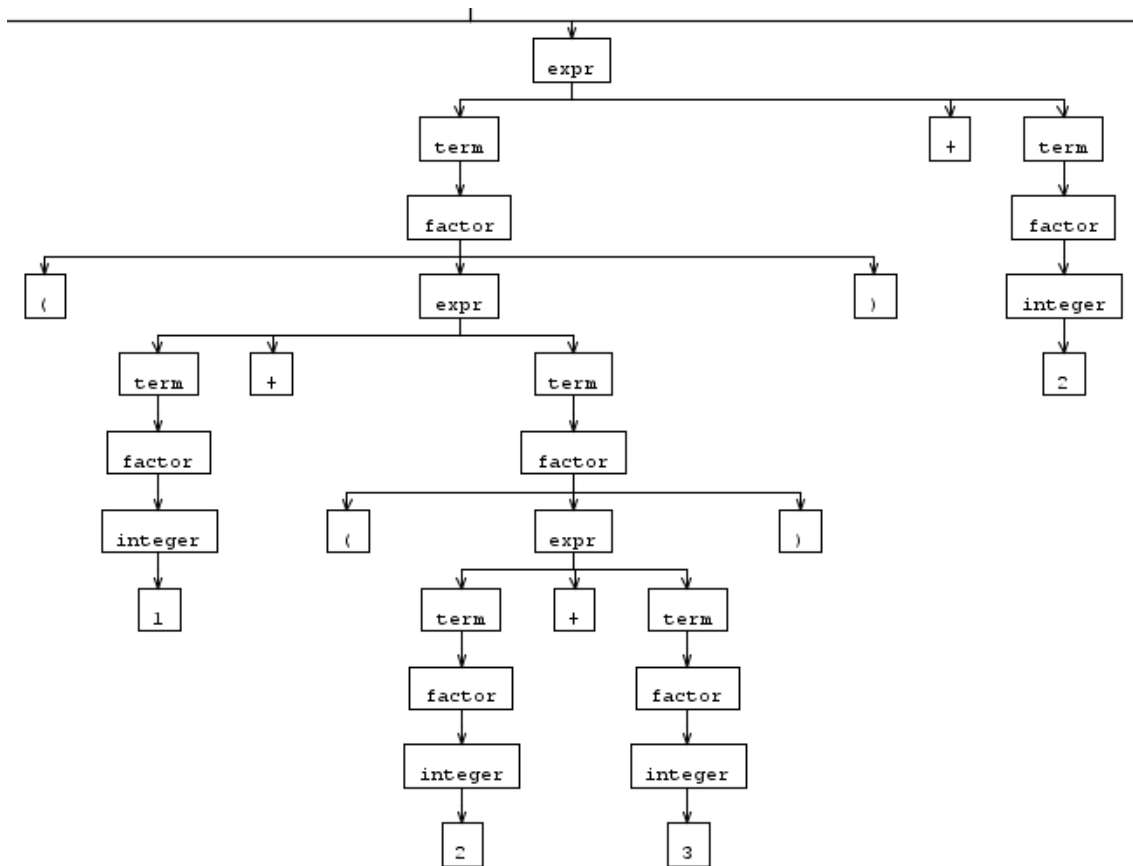 expr
term + term
factor factor
( expr ) integer
term + term 2
factor factor
integer ( expr )
1 term + term
factor factor
integer integer
2 3